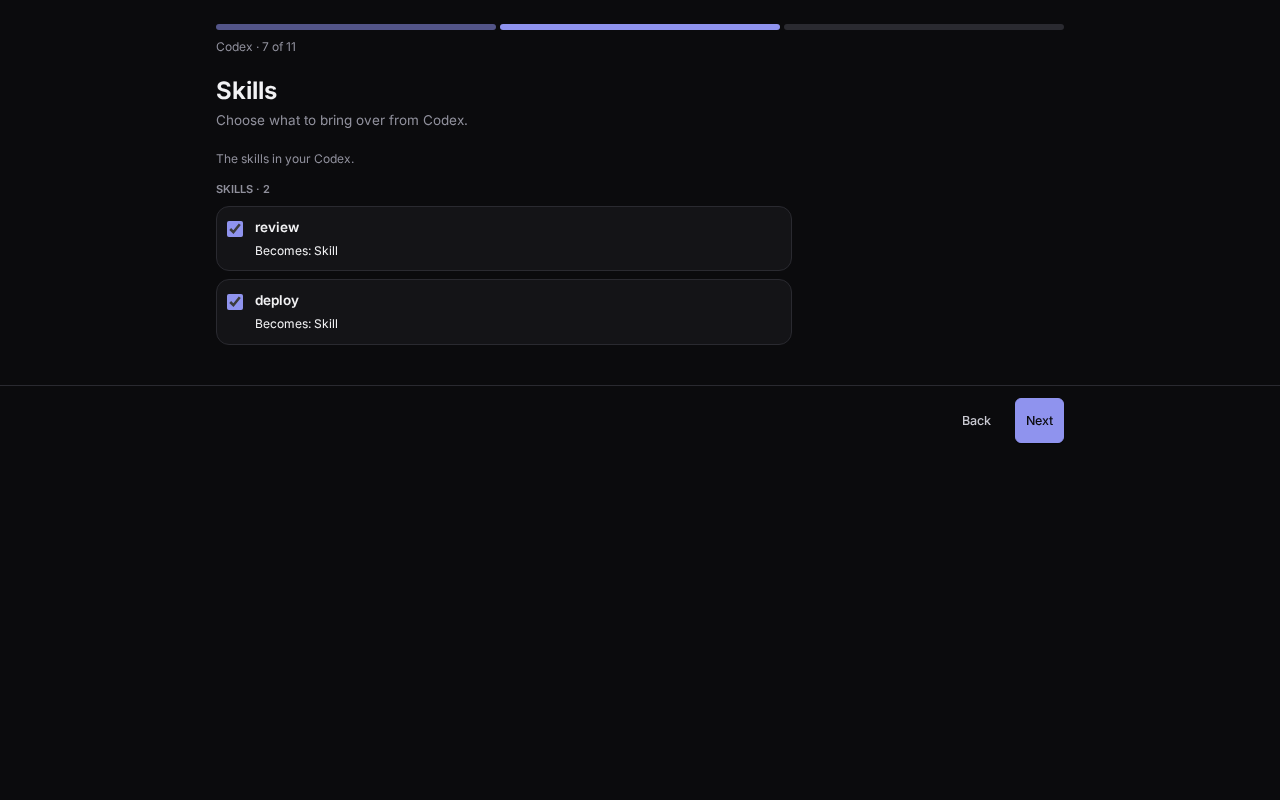 Codex · 7 of 11
Skills
Choose what to bring over from Codex.
The skills in your Codex.
SKILLS · 2
review
Becomes: Skill
deploy
Becomes: Skill
Back
Next